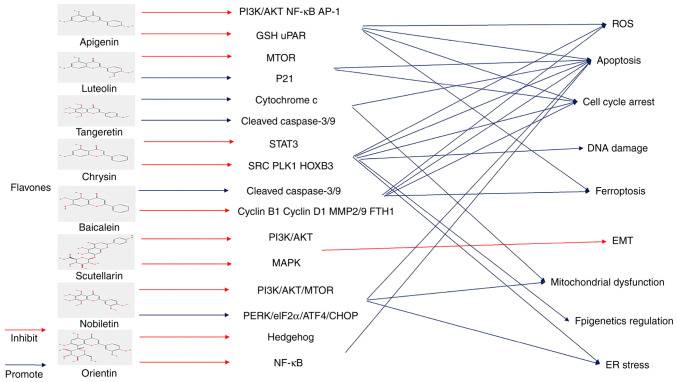 PI3K/AKT NF-κB AP-1
GSH uPAR
Apigenin
MTOR
P21
Luteolin
Cytochrome c
Cleaved caspase-3/9
Tangeretin
STAT3
SRC PLK1 HOXB3
Chrysin
Flavones
Cleaved caspase-3/9
Cyclin B1 Cyclin D1 MMP2/9 FTH1
Baicalein
PI3K/AKT
MAPK
Scutellarin
PI3K/AKT/MTOR
PERK/eIF2α/ATF4/CHOP
Nobiletin
Hedgehog
NF-κB
Orientin
Inhibit
Promote
ROS
Apoptosis
Cell cycle arrest
DNA damage
Ferroptosis
EMT
Mitochondrial dysfunction
Fpigenetics regulation
ER stress